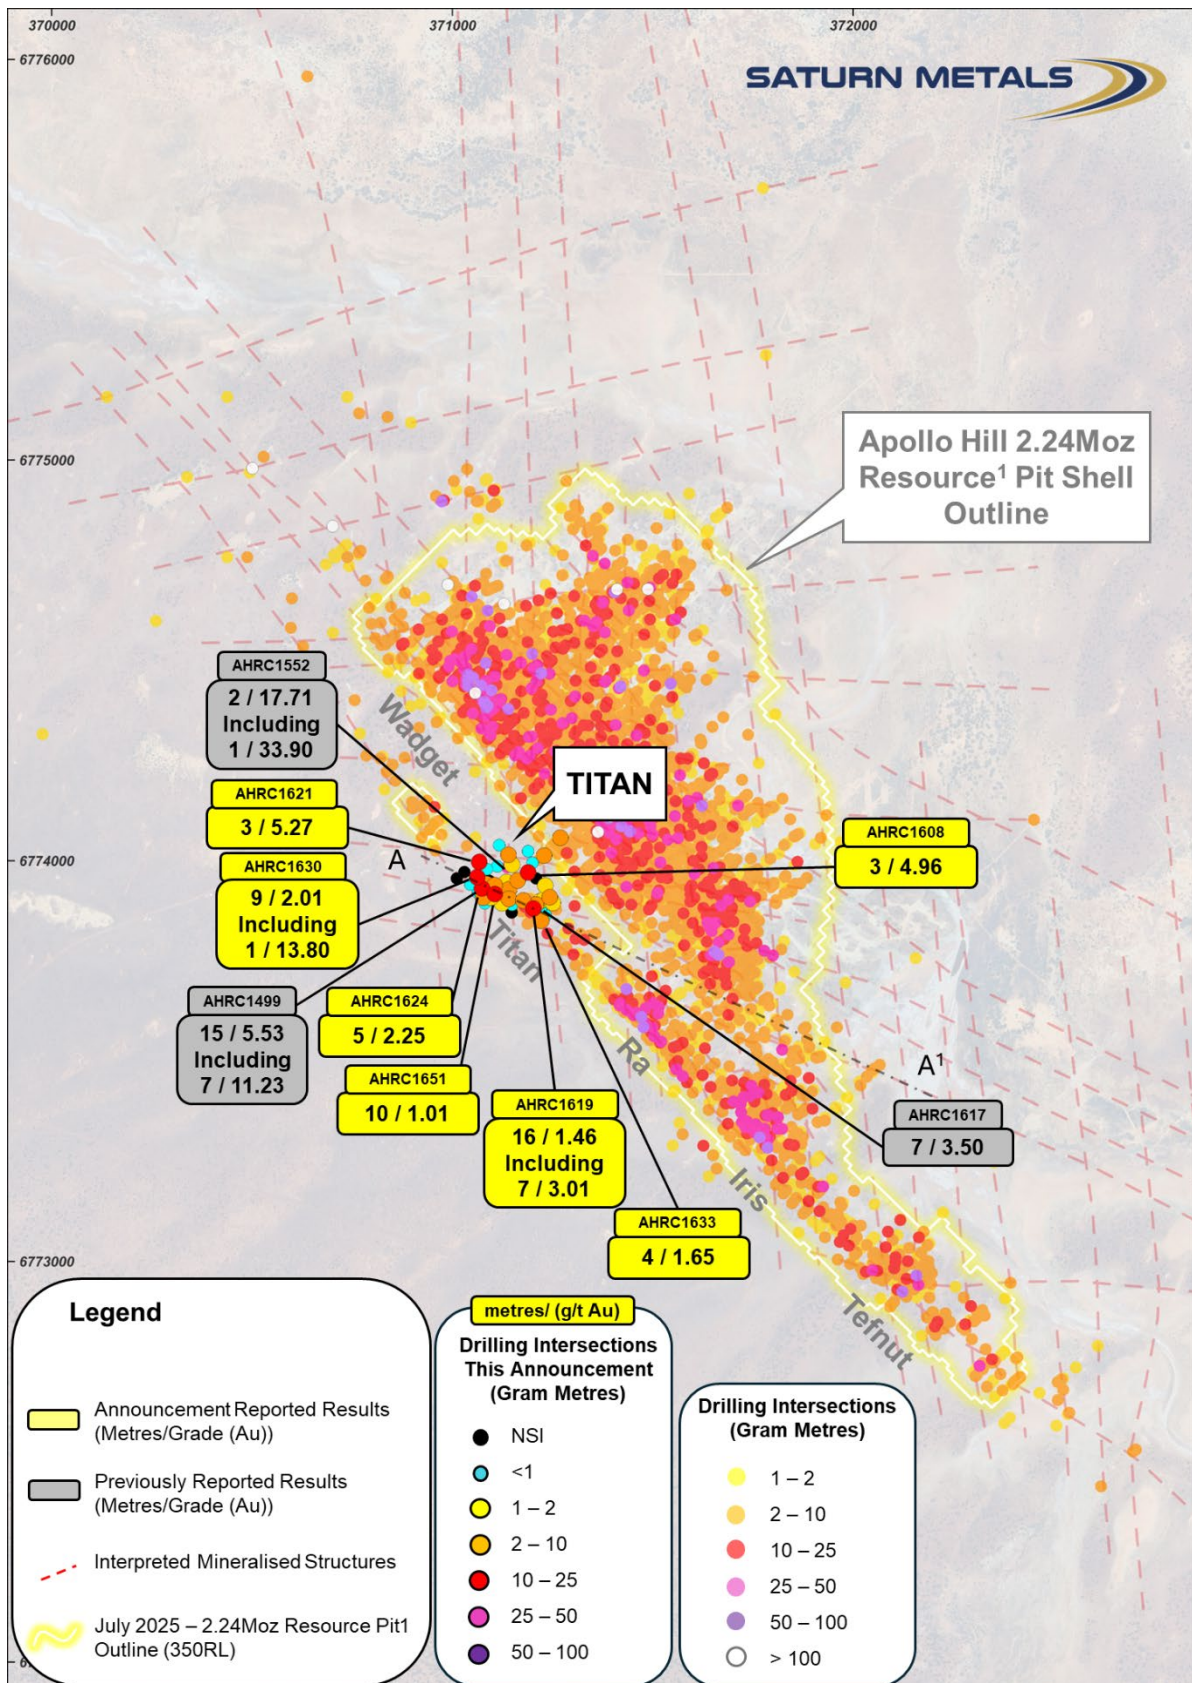 370000
371000
372000
6776000
SATURN METALS
6775000
Apollo Hill 2.24Moz
Resource¹ Pit Shell
Outline
AHRC1552
2 / 17.71
Including
1 / 33.90
Wadget
TITAN
AHRC1621
3 / 5.27
AHRC1608
3 / 4.96
6774000
A
AHRC1630
9 / 2.01
Including
1 / 13.80
Titan
AHRC1499
15 / 5.53
Including
7 / 11.23
AHRC1624
5 / 2.25
Ra
A¹
AHRC1651
10 / 1.01
AHRC1619
16 / 1.46
Including
7 / 3.01
AHRC1617
7 / 3.50
Iris
AHRC1633
4 / 1.65
6773000
Tefnut
Legend
Announcement Reported Results
(Metres/Grade (Au))
Previously Reported Results
(Metres/Grade (Au))
Interpreted Mineralised Structures
July 2025 – 2.24Moz Resource Pit1
Outline (350RL)
metres/ (g/t Au)
Drilling Intersections
This Announcement
(Gram Metres)
NSI
<1
1 – 2
2 – 10
10 – 25
25 – 50
50 – 100
Drilling Intersections
(Gram Metres)
1 – 2
2 – 10
10 – 25
25 – 50
50 – 100
> 100